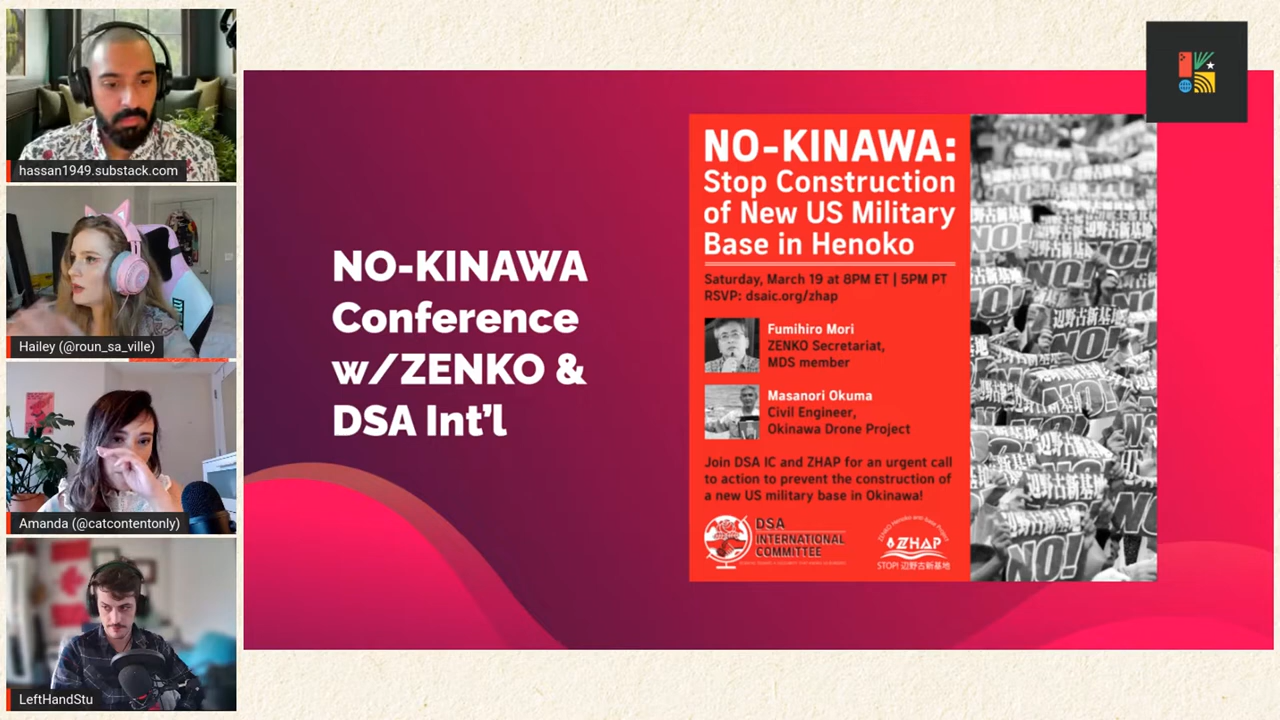 hassan1949.substack.com
Hailey (@roun_sa_ville)
Amanda (@catcontentonly)
LeftHandStu
NO-KINAWA
Conference
w/ZENKO &
DSA Int'l
NO-KINAWA:
Stop Construction
of New US Military
Base in Henoko
Saturday, March 19 at 8PM ET | 5PM PT
RSVP: dsaic.org/zhap
Fumihiro Mori
ZENKO Secretariat,
MDS member
Masanori Okuma
Civil Engineer,
Okinawa Drone Project
Join DSA IC and ZHAP for an urgent call
to action to prevent the construction of
a new US military base in Okinawa!
DSA
INTERNATIONAL
COMMITTEE
ZHAP
STOP! 辺野古新基地
辺野古新基地
NO!